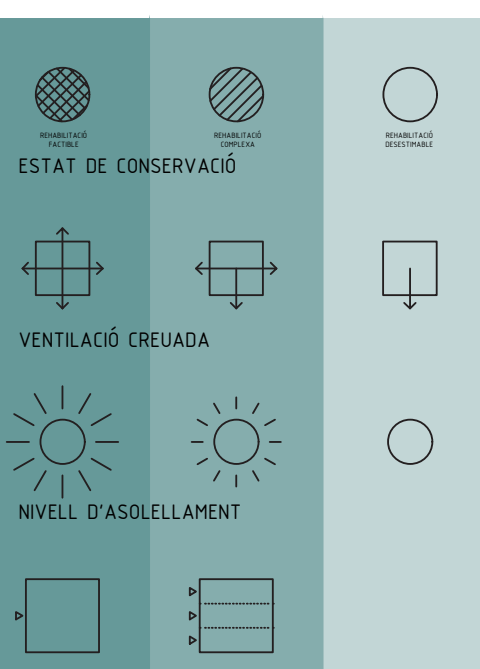 REHABILITACIÓ
FACTIBLE
REHABILITACIÓ
COMPLEXA
REHABILITACIÓ
DESESTIMABLE
ESTAT DE CONSERVACIÓ
VENTILACIÓ CREUADA
NIVELL D'ASOLELLAMENT